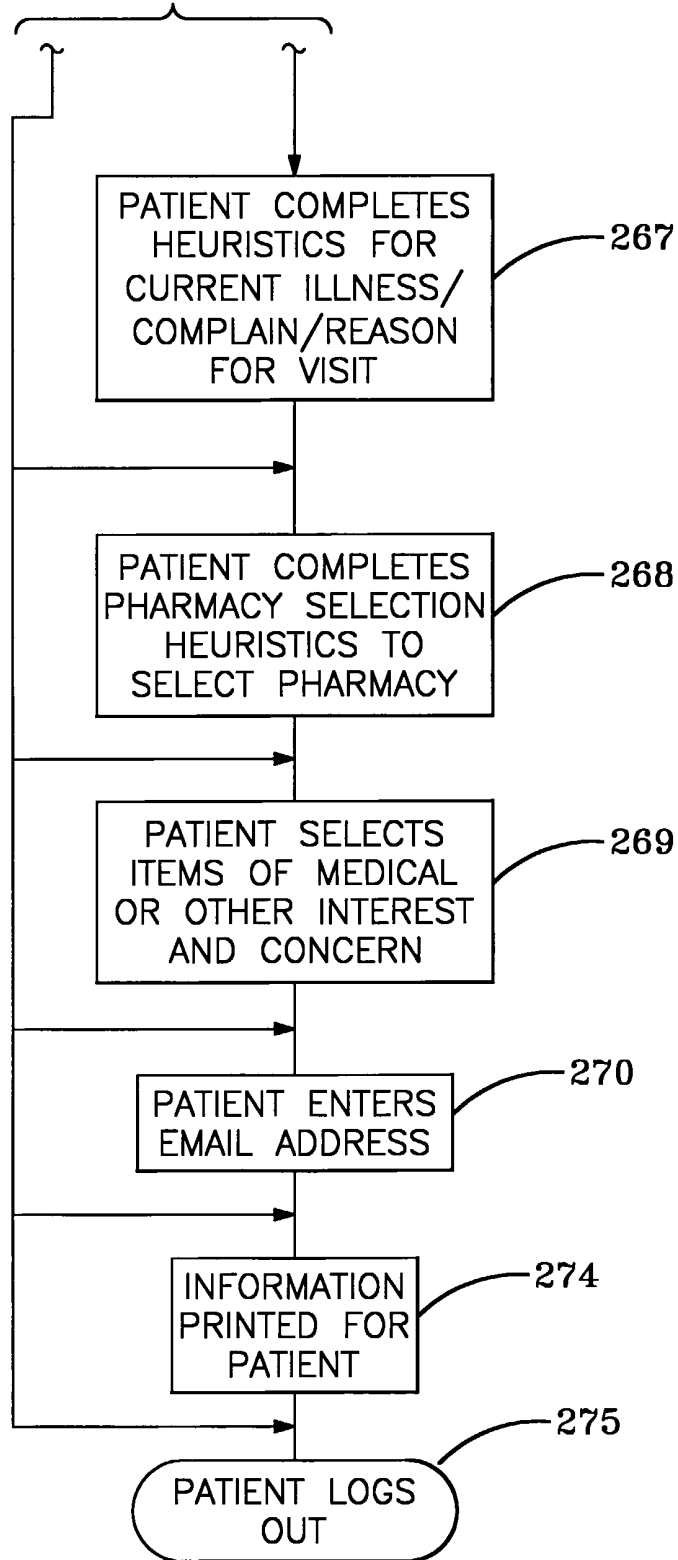 PATIENT COMPLETES
HEURISTICS FOR
CURRENT ILLNESS/
COMPLAIN/REASON
FOR VISIT
267
PATIENT COMPLETES
PHARMACY SELECTION
HEURISTICS TO
SELECT PHARMACY
268
PATIENT SELECTS
ITEMS OF MEDICAL
OR OTHER INTEREST
AND CONCERN
269
PATIENT ENTERS
EMAIL ADDRESS
270
INFORMATION
PRINTED FOR
PATIENT
274
PATIENT LOGS
OUT
275